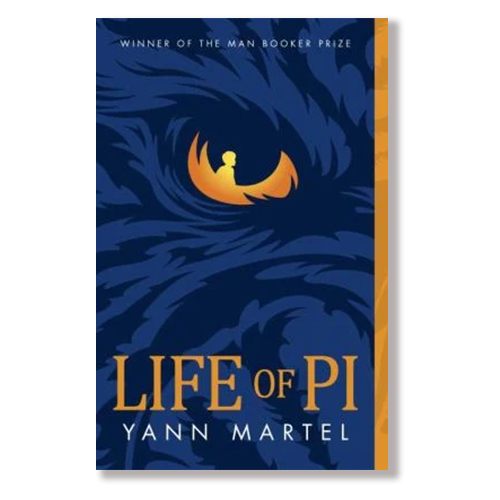 WINNER OF THE MAN BOOKER PRIZE
LIFE OF PI
YANN MARTEL